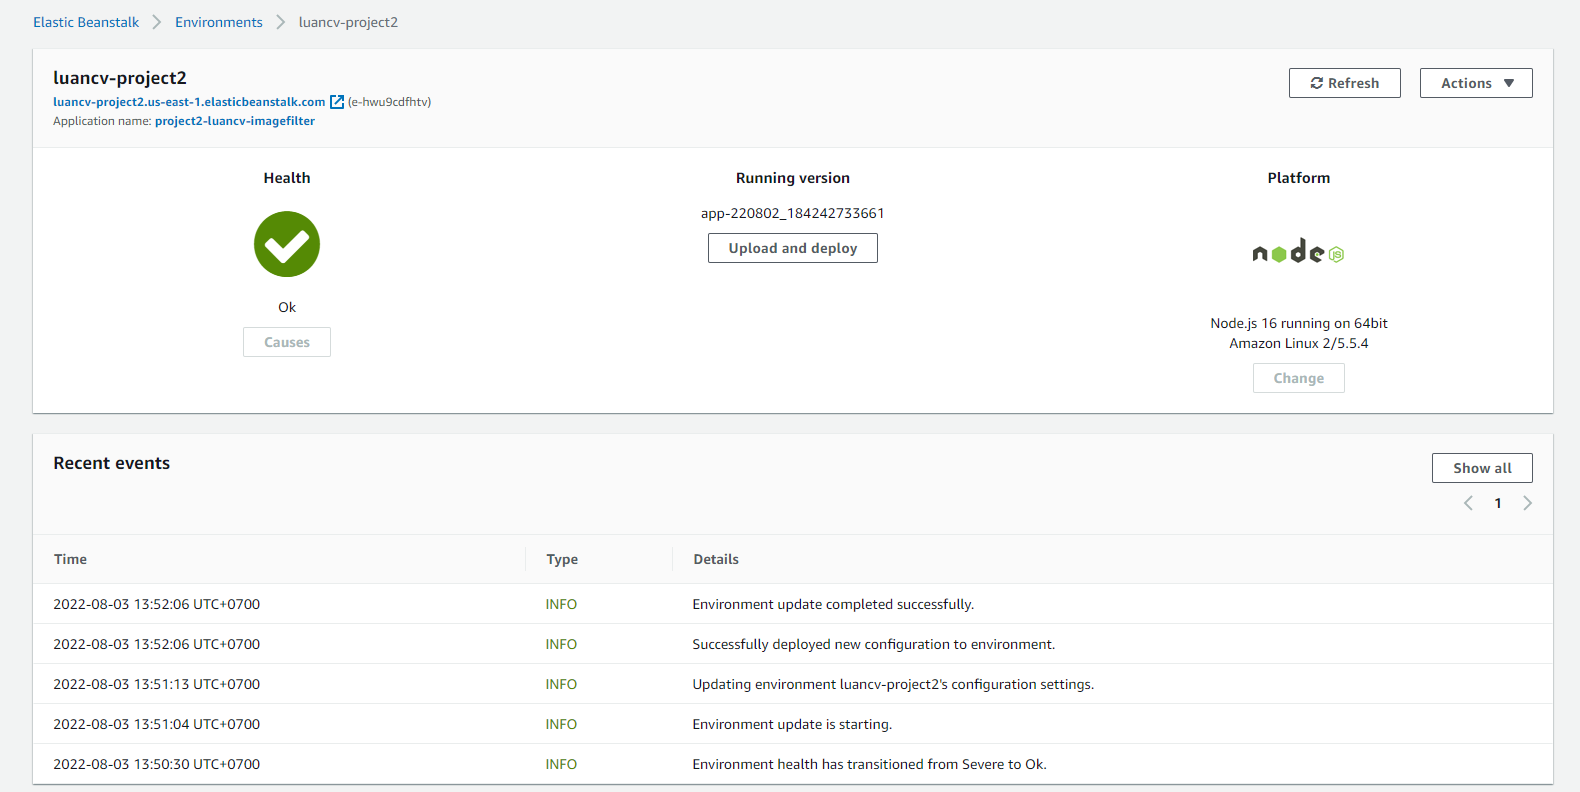 Elastic Beanstalk > Environments > luancv-project2
luancv-project2
Refresh
Actions
luancv-project2.us-east-1.elasticbeanstalk.com (e-hwu9cdfhtv)
Application name: project2-luancv-imagefilter
Health
Ok
Causes
Running version
app-220802_184242733661
Upload and deploy
Platform
node JS
Node.js 16 running on 64bit
Amazon Linux 2/5.5.4
Change
Recent events
Show all
1
Time Type Details
2022-08-03 13:52:06 UTC+0700 INFO Environment update completed successfully.
2022-08-03 13:52:06 UTC+0700 INFO Successfully deployed new configuration to environment.
2022-08-03 13:51:13 UTC+0700 INFO Updating environment luancv-project2's configuration settings.
2022-08-03 13:51:04 UTC+0700 INFO Environment update is starting.
2022-08-03 13:50:30 UTC+0700 INFO Environment health has transitioned from Severe to Ok.